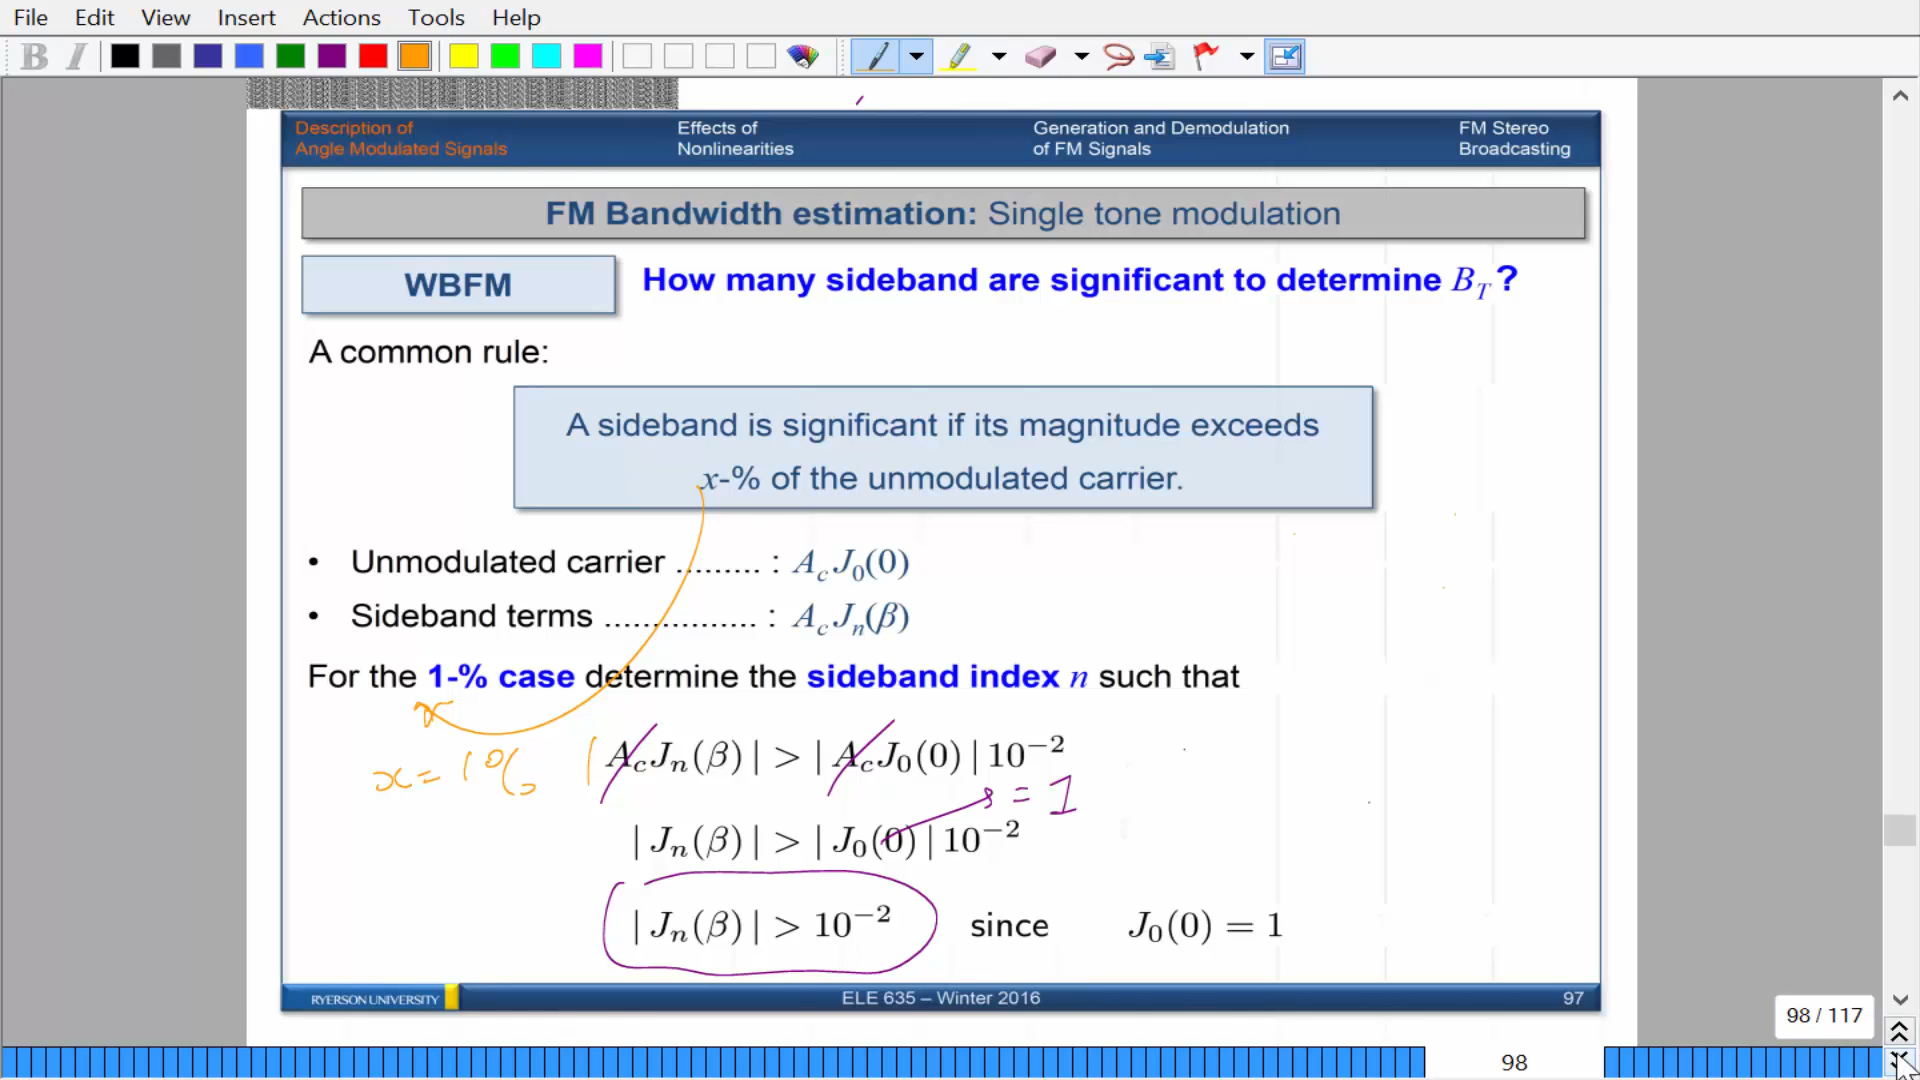 File Edit View Insert Actions Tools Help
B I
Description of
Angle Modulated Signals
Effects of
Nonlinearities
Generation and Demodulation
of FM Signals
FM Stereo
Broadcasting
FM Bandwidth estimation: Single tone modulation
WBFM
How many sideband are significant to determine B_T ?
A common rule:
A sideband is significant if its magnitude exceeds
x-% of the unmodulated carrier.
• Unmodulated carrier ......... : A_c J_0(0)
• Sideband terms ................ : A_c J_n(β)
For the 1-% case determine the sideband index n such that
x = 1%
| A_c J_n(β) | > | A_c J_0(0) | 10⁻²
= 1
| J_n(β) | > | J_0(0) | 10⁻²
| J_n(β) | > 10⁻² since J_0(0) = 1
RYERSON UNIVERSITY
ELE 635 – Winter 2016
97
98 / 117
98